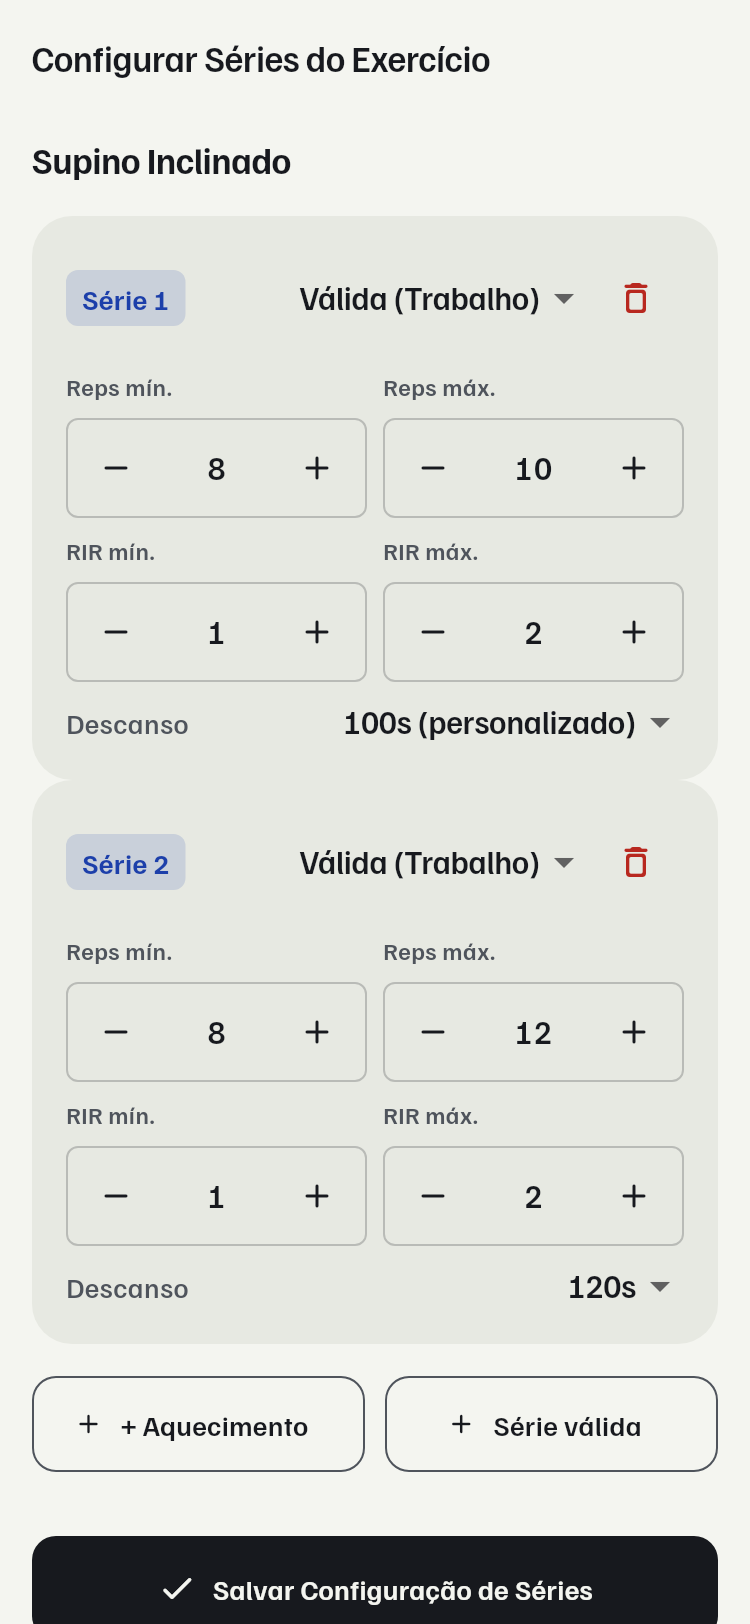 Configurar Séries do Exercício
Supino Inclinado
Série 1 Válida (Trabalho)
Reps mín. Reps máx.
− 8 + − 10 +
RIR mín. RIR máx.
− 1 + − 2 +
Descanso 100s (personalizado)
Série 2 Válida (Trabalho)
Reps mín. Reps máx.
− 8 + − 12 +
RIR mín. RIR máx.
− 1 + − 2 +
Descanso 120s
+ + Aquecimento + Série válida
Salvar Configuração de Séries